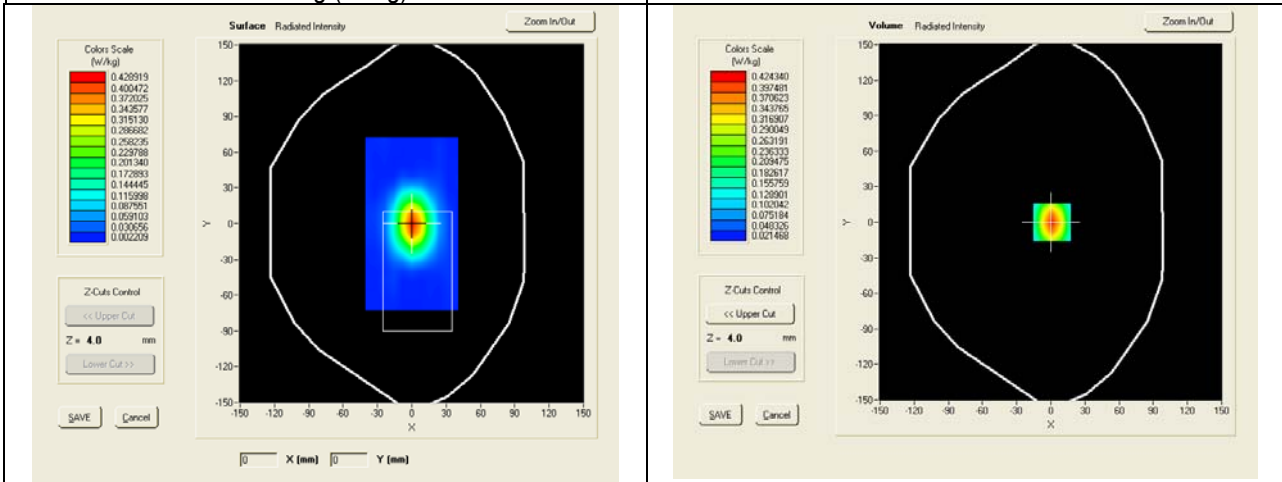 Surface Radiated Intensity
Zoom In/Out
Colors Scale
(W/kg)
0.428919
0.400472
0.372025
0.343577
0.315130
0.286682
0.258235
0.229788
0.201340
0.172893
0.144445
0.115998
0.087551
0.059103
0.030656
0.002209
Z-Cuts Control
<< Upper Cut
Z = 4.0 mm
Lower Cut >>
SAVE Cancel
150
120
90
60
30
0
-30
-60
-90
-120
-150
Y
-150 -120 -90 -60 -30 0 30 60 90 120 150
X
0 X (mm) 0 Y (mm)
Volume Radiated Intensity
Zoom In/Out
Colors Scale
(W/kg)
0.424340
0.397481
0.370623
0.343765
0.316907
0.290049
0.263191
0.236333
0.209475
0.182617
0.155759
0.128901
0.102042
0.075184
0.048326
0.021468
Z-Cuts Control
<< Upper Cut
Z = 4.0 mm
Lower Cut >>
SAVE Cancel
150
120
90
60
30
0
-30
-60
-90
-120
-150
Y
-150 -120 -90 -60 -30 0 30 60 90 120 150
X